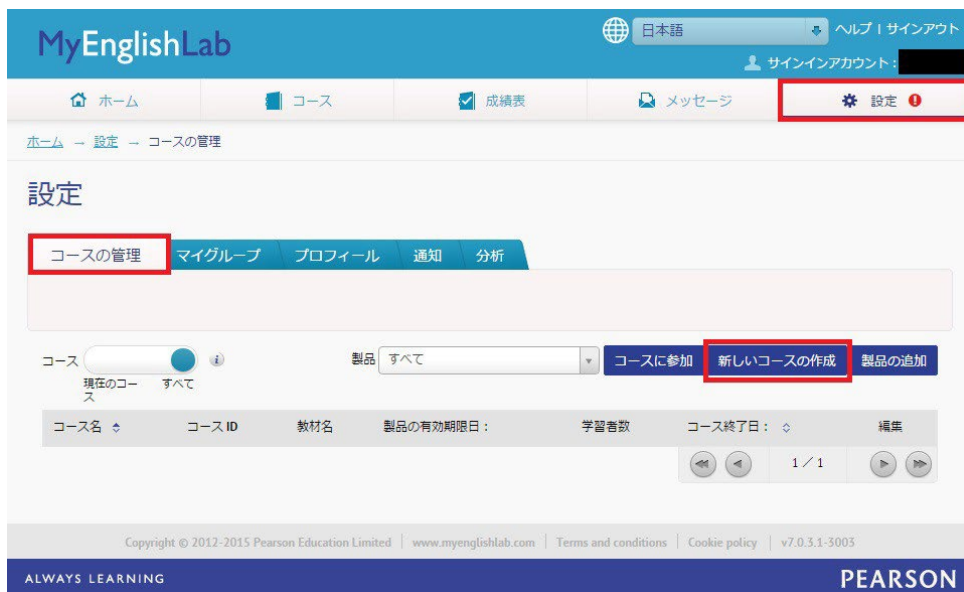 MyEnglishLab
日本語
ヘルプ | サインアウト
サインインアカウント:
ホーム
コース
成績表
メッセージ
設定
ホーム → 設定 → コースの管理
設定
コースの管理
マイグループ
プロフィール
通知
分析
コース
現在のコース
すべて
製品
すべて
コースに参加
新しいコースの作成
製品の追加
コース名
コース ID
教材名
製品の有効期限日:
学習者数
コース終了日:
編集
1/1
Copyright © 2012-2015 Pearson Education Limited | www.myenglishlab.com | Terms and conditions | Cookie policy | v7.0.3.1-3003
ALWAYS LEARNING
PEARSON